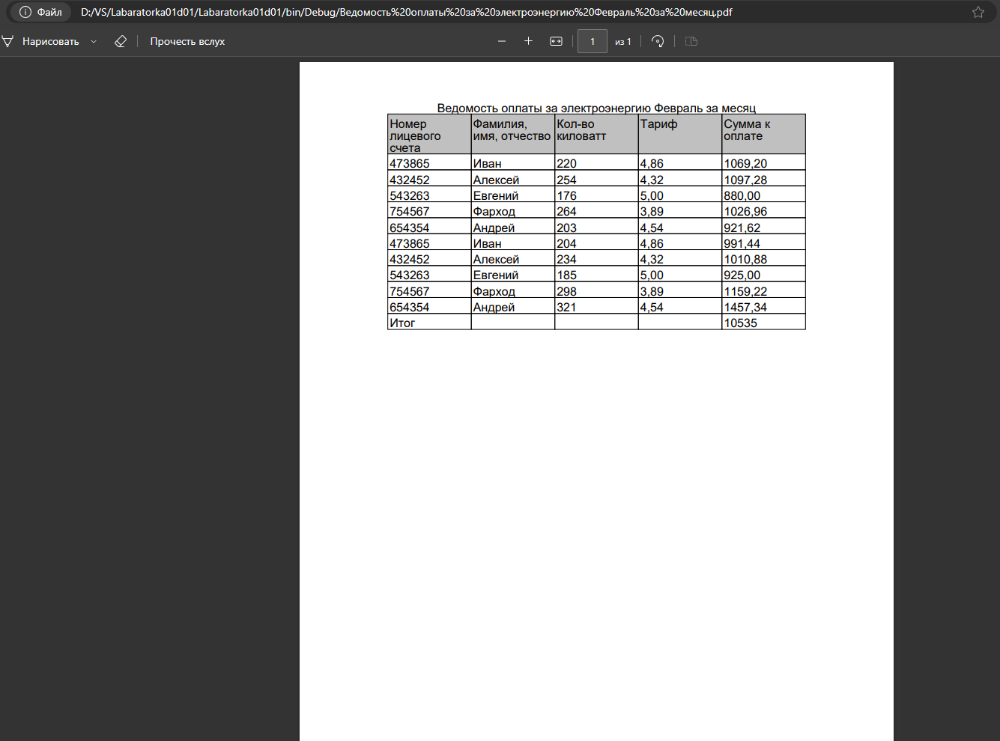 Файл D:/VS/Labaratorka01d01/Labaratorka01d01/bin/Debug/Ведомость%20оплаты%20за%20электроэнергию%20Февраль%20за%20месяц.pdf
Нарисовать Прочесть вслух 1 из 1
Ведомость оплаты за электроэнергию Февраль за месяц
Номер лицевого счета Фамилия, имя, отчество Кол-во киловатт Тариф Сумма к оплате
473865 Иван 220 4,86 1069,20
432452 Алексей 254 4,32 1097,28
543263 Евгений 176 5,00 880,00
754567 Фарход 264 3,89 1026,96
654354 Андрей 203 4,54 921,62
473865 Иван 204 4,86 991,44
432452 Алексей 234 4,32 1010,88
543263 Евгений 185 5,00 925,00
754567 Фарход 298 3,89 1159,22
654354 Андрей 321 4,54 1457,34
Итог 10535